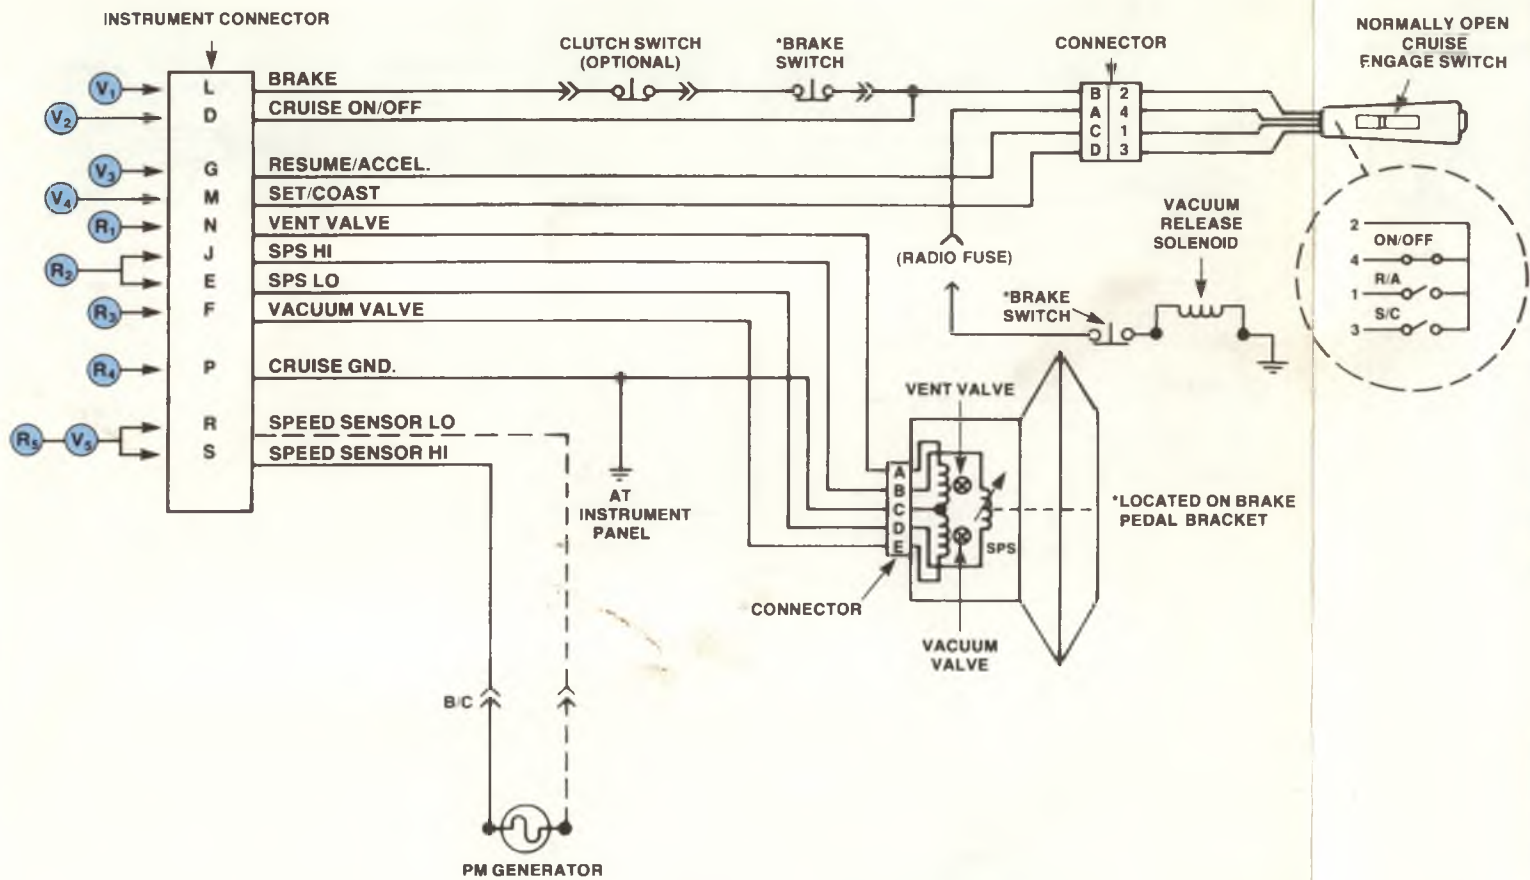 INSTRUMENT CONNECTOR
CLUTCH SWITCH
(OPTIONAL)
*BRAKE
SWITCH
CONNECTOR
NORMALLY OPEN
CRUISE
ENGAGE SWITCH
V1
L
BRAKE
V2
D
CRUISE ON/OFF
B 2
A 4
C 1
D 3
V3
G
RESUME/ACCEL.
V4
M
SET/COAST
R1
N
VENT VALVE
R2
J
SPS HI
E
SPS LO
R3
F
VACUUM VALVE
R4
P
CRUISE GND.
R5
V5
R
SPEED SENSOR LO
S
SPEED SENSOR HI
(RADIO FUSE)
VACUUM
RELEASE
SOLENOID
*BRAKE
SWITCH
2
ON/OFF
4
R/A
1
S/C
3
AT
INSTRUMENT
PANEL
VENT VALVE
A
B
C
D
E
SPS
*LOCATED ON BRAKE
PEDAL BRACKET
CONNECTOR
VACUUM
VALVE
B/C
PM GENERATOR